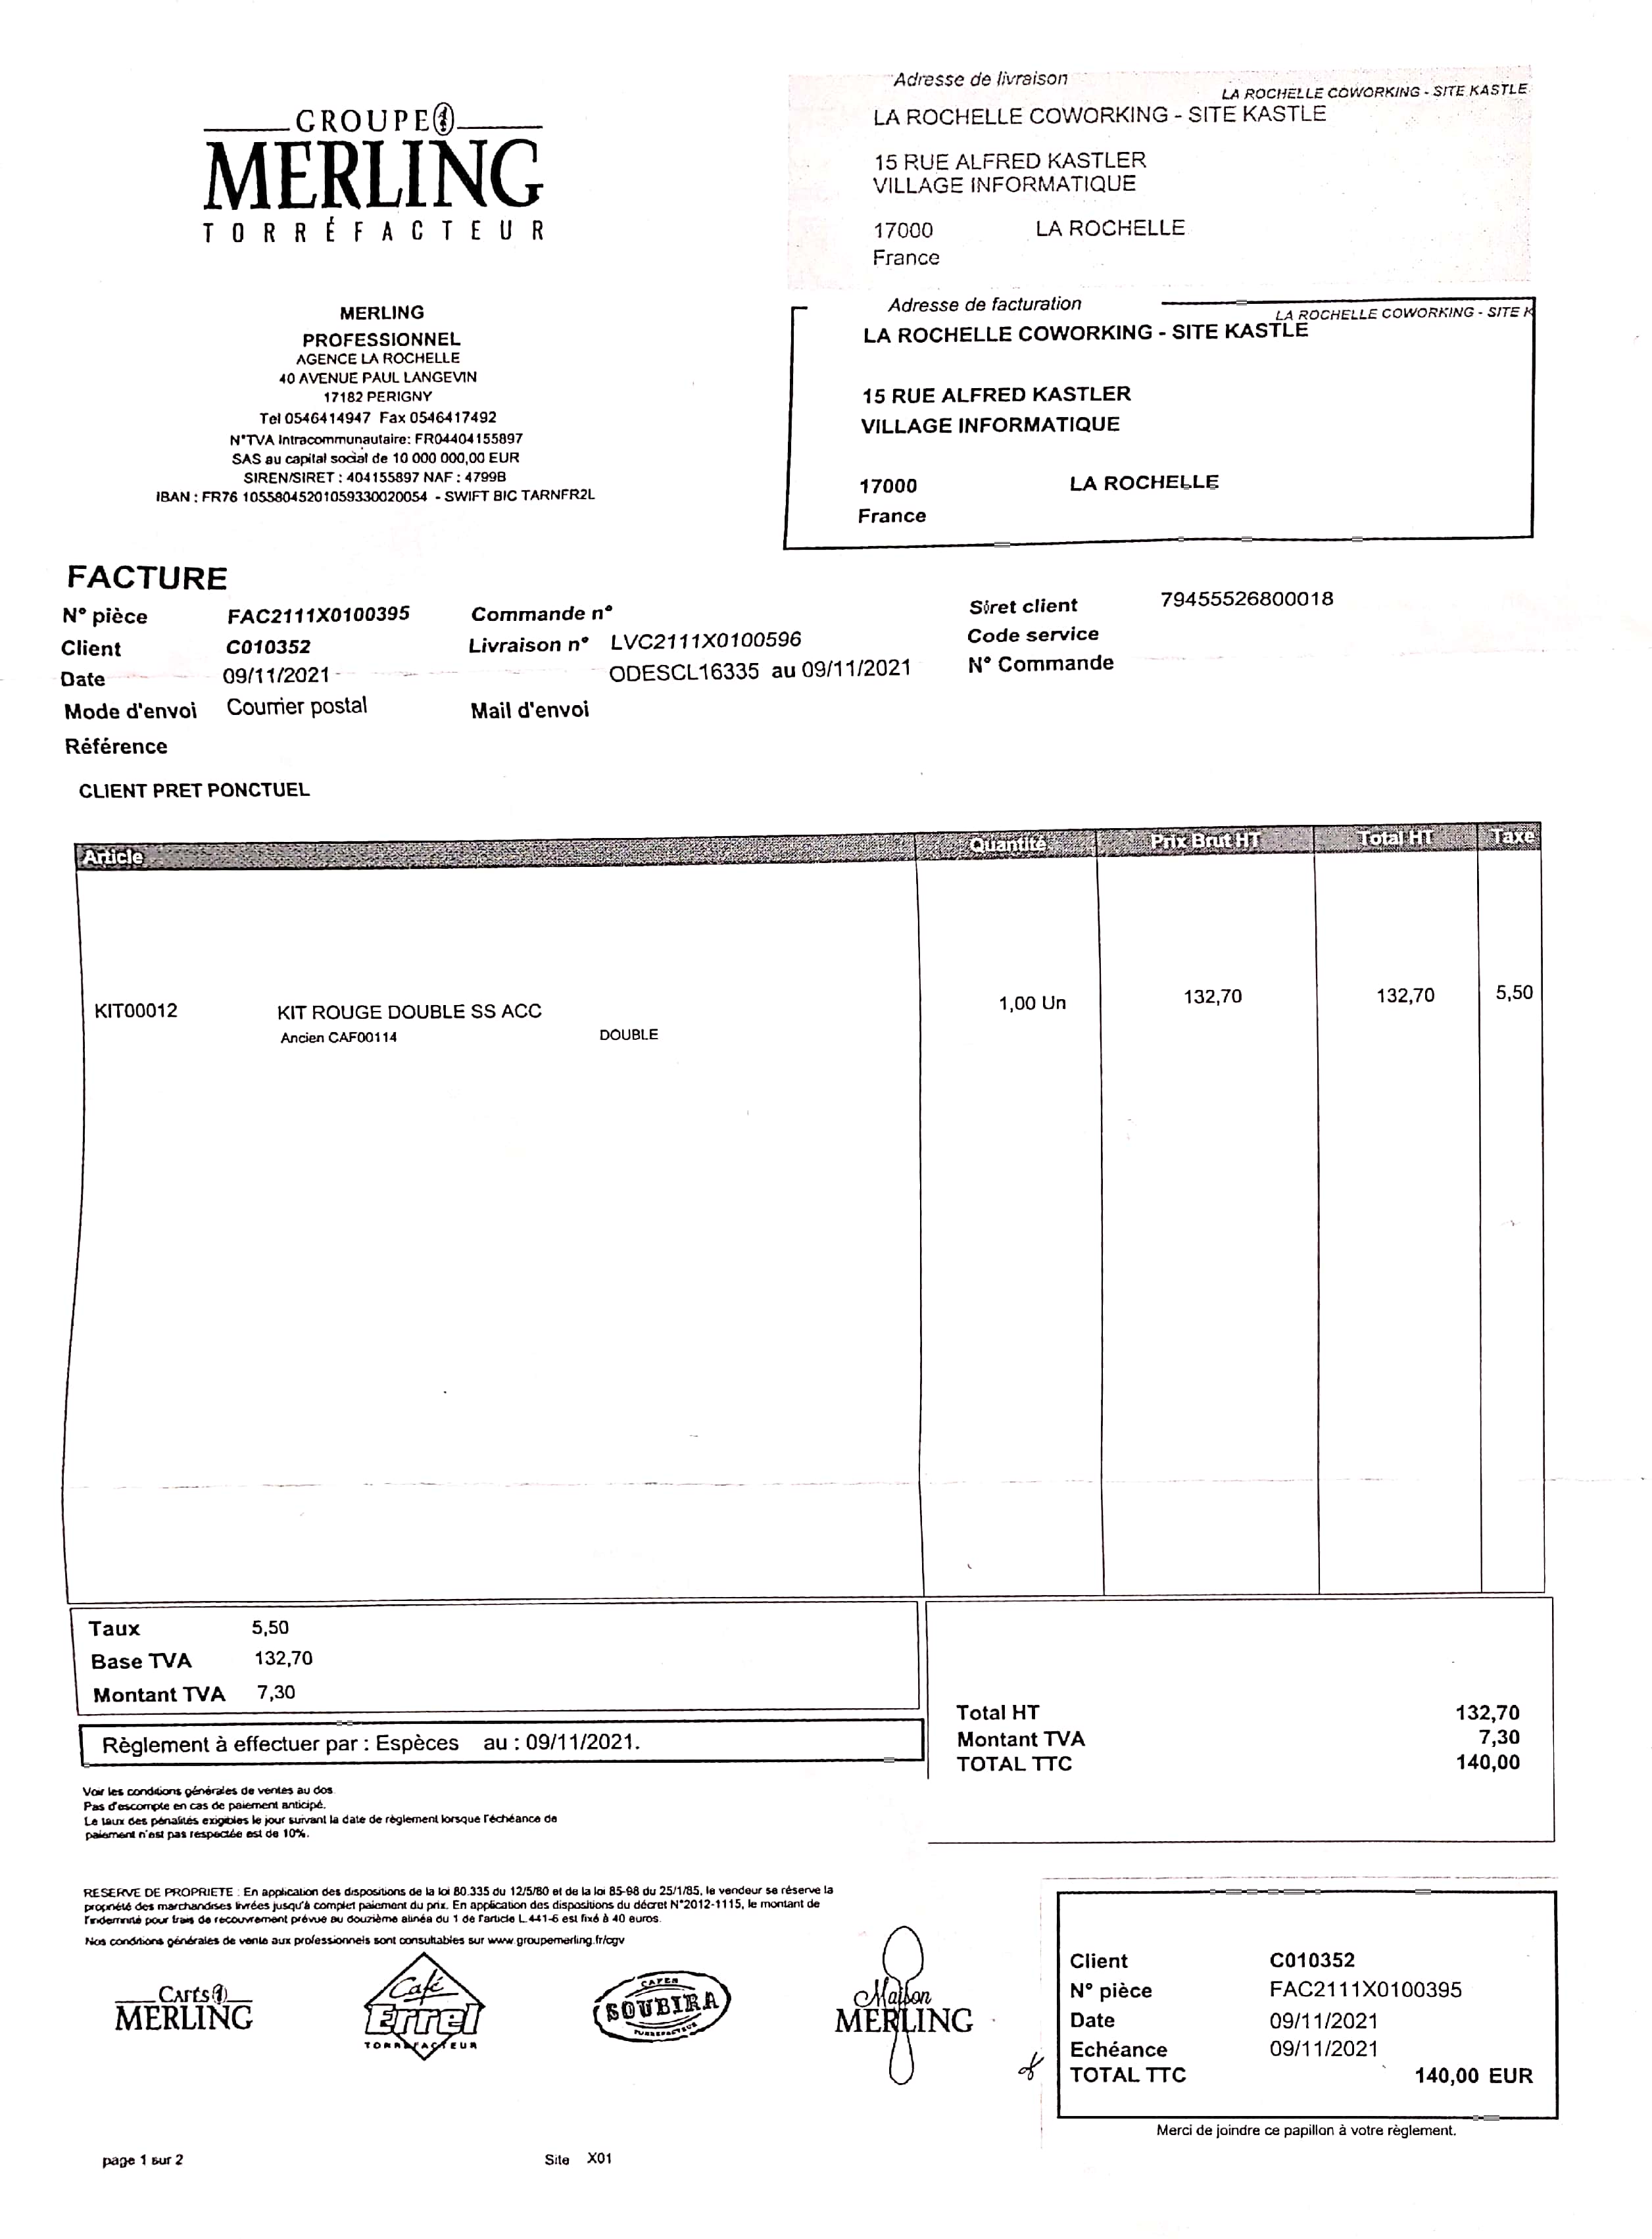 GROUPE
MERLING
TORRÉFACTEUR
Adresse de livraison
LA ROCHELLE COWORKING - SITE KASTLE
LA ROCHELLE COWORKING - SITE KASTLE
15 RUE ALFRED KASTLER
VILLAGE INFORMATIQUE
17000 LA ROCHELLE
France
MERLING
PROFESSIONNEL
AGENCE LA ROCHELLE
40 AVENUE PAUL LANGEVIN
17182 PERIGNY
Tel 0546414947 Fax 0546417492
N°TVA Intracommunautaire: FR04404155897
SAS au capital social de 10 000 000,00 EUR
SIREN/SIRET : 404155897 NAF : 4799B
IBAN : FR76 10558045201059330020054 - SWIFT BIC TARNFR2L
Adresse de facturation
LA ROCHELLE COWORKING - SITE K
LA ROCHELLE COWORKING - SITE KASTLE
15 RUE ALFRED KASTLER
VILLAGE INFORMATIQUE
17000 LA ROCHELLE
France
FACTURE
N° pièce FAC2111X0100395 Commande n° Siret client 79455526800018
Client C010352 Livraison n° LVC2111X0100596 Code service
Date 09/11/2021 ODESCL16335 au 09/11/2021 N° Commande
Mode d'envoi Courrier postal Mail d'envoi
Référence
CLIENT PRET PONCTUEL
Article Quantité Prix Brut HT Total HT Taxe
KIT00012 KIT ROUGE DOUBLE SS ACC 1,00 Un 132,70 132,70 5,50
Ancien CAF00114 DOUBLE
Taux 5,50
Base TVA 132,70
Montant TVA 7,30
Règlement à effectuer par : Espèces au : 09/11/2021.
Total HT 132,70
Montant TVA 7,30
TOTAL TTC 140,00
Voir les conditions générales de ventes au dos
Pas d'escompte en cas de paiement anticipé.
Le taux des pénalités exigibles le jour suivant la date de règlement lorsque l'échéance de
paiement n'est pas respectée est de 10%.
RESERVE DE PROPRIETE : En application des dispositions de la loi 80.335 du 12/5/80 et de la loi 85-98 du 25/1/85, le vendeur se réserve la
propriété des marchandises livrées jusqu'à complet paiement du prix. En application des dispositions du décret N°2012-1115, le montant de
l'indemnité pour frais de recouvrement prévue au douzième alinéa du 1 de l'article L.441-6 est fixé à 40 euros.
Nos conditions générales de vente aux professionnels sont consultables sur www.groupemerling.fr/cgv
CAFÉS
MERLING
Café
Errel
TORREFACTEUR
CAFES
SOUBIRA
TORREFACTEUR
Maison
MERLING
Client C010352
N° pièce FAC2111X0100395
Date 09/11/2021
Echéance 09/11/2021
TOTAL TTC 140,00 EUR
Merci de joindre ce papillon à votre règlement.
page 1 sur 2 Site X01